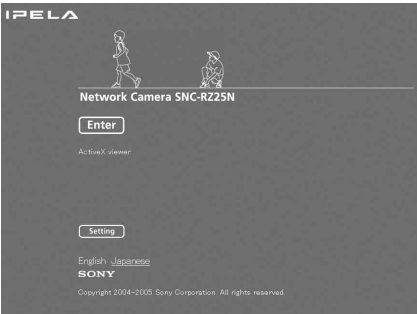 IPELA
Network Camera SNC-RZ25N
Enter
ActiveX viewer
Setting
English Japanese
SONY
Copyright 2004-2005 Sony Corporation. All rights reserved.